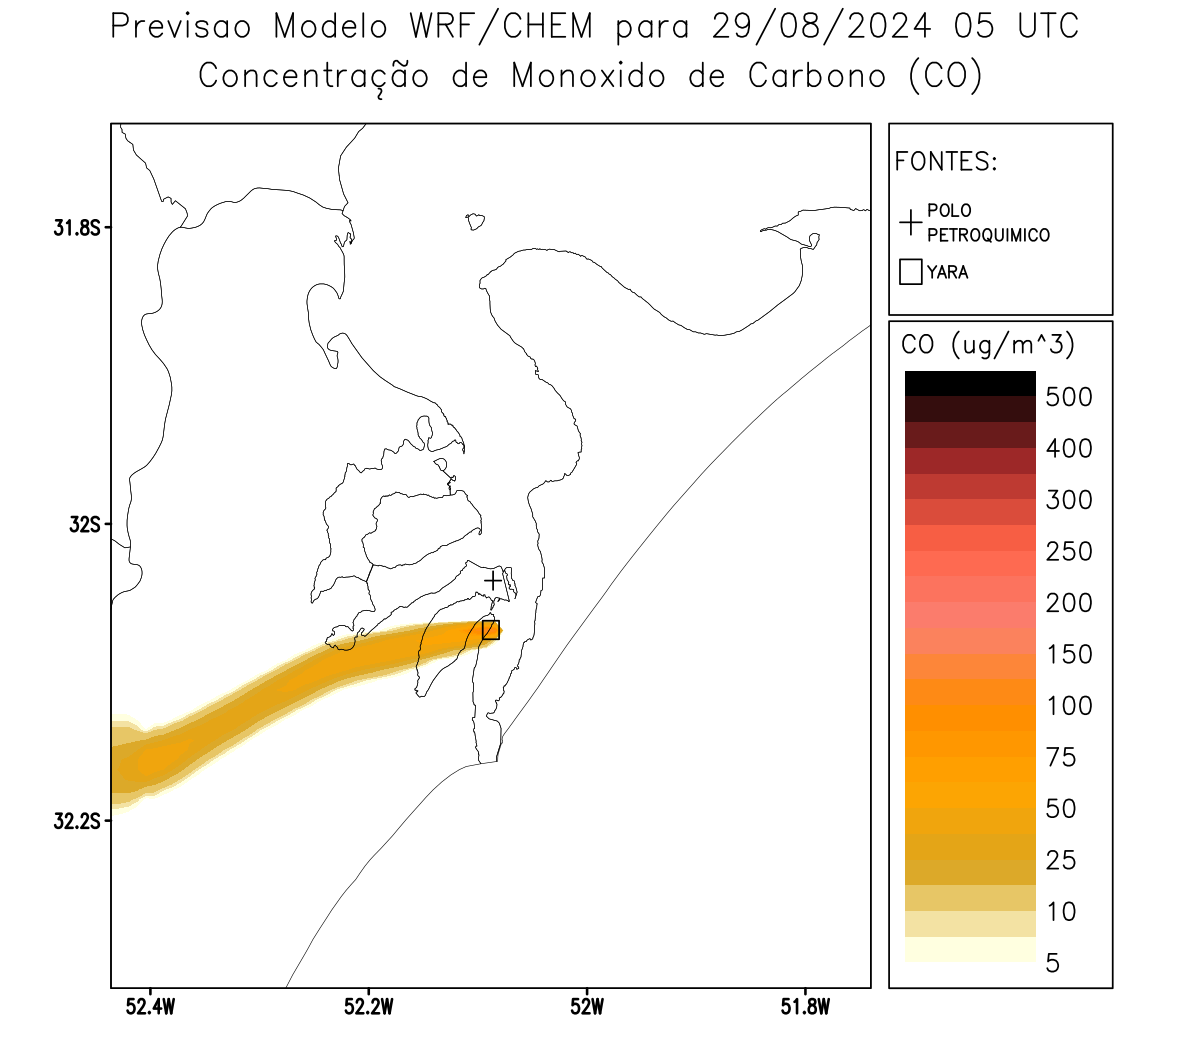 Previsao Modelo WRF/CHEM para 29/08/2024 05 UTC
Concentração de Monoxido de Carbono (CO)
FONTES:
POLO
PETROQUIMICO
YARA
CO (ug/m^3)
500
400
300
250
200
150
100
75
50
25
10
5
31.8S
32S
32.2S
52.4W
52.2W
52W
51.8W